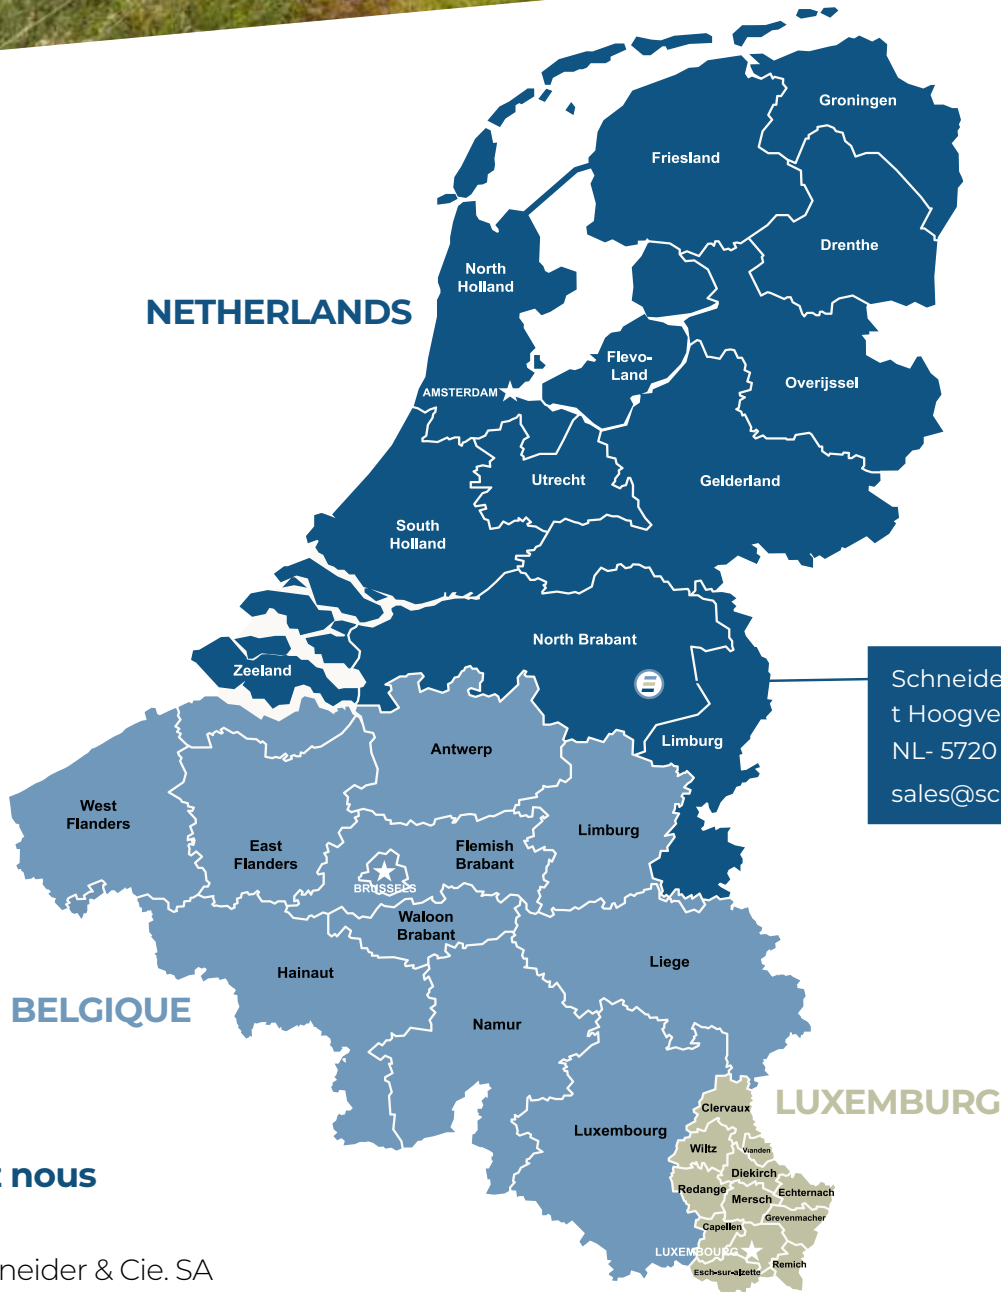 Groningen
Friesland
Drenthe
North
Holland
NETHERLANDS
Flevo-
Land
Overijssel
AMSTERDAM
Utrecht
Gelderland
South
Holland
North Brabant
Zeeland
Schneide
t Hoogve
NL- 5720
sales@sc
Limburg
Antwerp
West
Flanders
Limburg
East
Flanders
Flemish
Brabant
BRUSSELS
Waloon
Brabant
Liege
Hainaut
BELGIQUE
Namur
LUXEMBURG
Clervaux
Luxembourg
Wiltz
Vianden
Diekirch
Redange
Mersch
Echternach
Capellen
Grevenmacher
LUXEMBOURG
Remich
Esch-sur-alzette
t nous
neider & Cie. SA